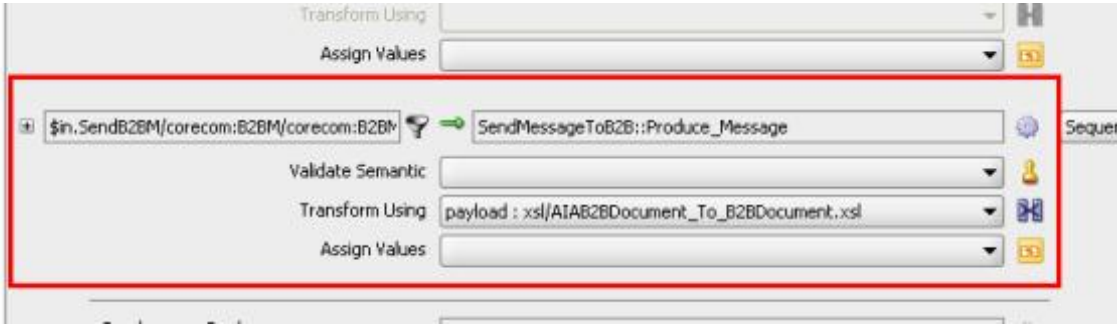 Transform Using
Assign Values
$in.SendB2BM/corecom:B2BM/corecom:B2BM SendMessageToB2B::Produce_Message Sequen
Validate Semantic
Transform Using payload : xsl/AIAB2BDocument_To_B2BDocument.xsl
Assign Values